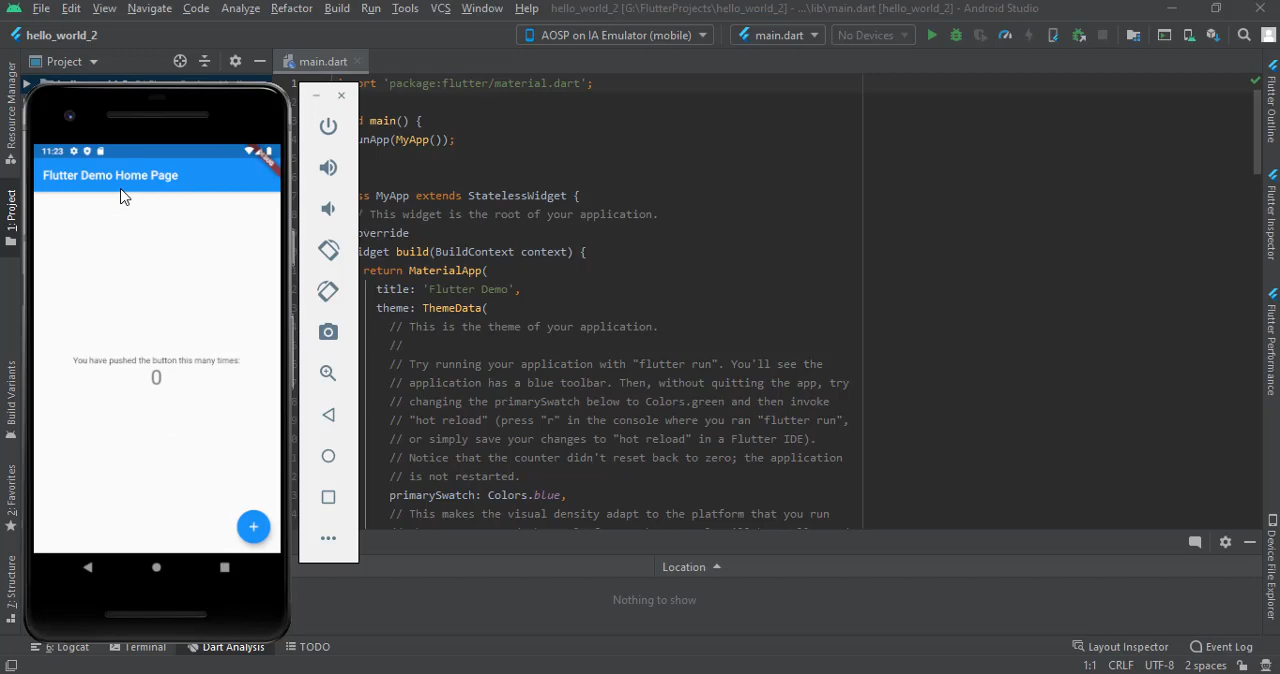 File Edit View Navigate Code Analyze Refactor Build Run Tools VCS Window Help hello_world_2 [G:\FlutterProjects\hello_world_2] - ...\lib\main.dart [hello_world_2] - Android Studio
hello_world_2
AOSP on IA Emulator (mobile)
main.dart
No Devices
Project
main.dart
Resource Manager
1: Project
Build Variants
2: Favorites
Z: Structure
11:23
Flutter Demo Home Page
You have pushed the button this many times:
0
+
1
ort 'package:flutter/material.dart';
d main() {
unApp(MyApp());
ss MyApp extends StatelessWidget {
/ This widget is the root of your application.
override
idget build(BuildContext context) {
return MaterialApp(
title: 'Flutter Demo',
theme: ThemeData(
// This is the theme of your application.
//
// Try running your application with "flutter run". You'll see the
// application has a blue toolbar. Then, without quitting the app, try
// changing the primarySwatch below to Colors.green and then invoke
// "hot reload" (press "r" in the console where you ran "flutter run",
// or simply save your changes to "hot reload" in a Flutter IDE).
// Notice that the counter didn't reset back to zero; the application
// is not restarted.
primarySwatch: Colors.blue,
// This makes the visual density adapt to the platform that you run
Flutter Outline
Flutter Inspector
Flutter Performance
Device File Explorer
Location
Nothing to show
6: Logcat
Terminal
Dart Analysis
TODO
Layout Inspector
Event Log
1:1 CRLF UTF-8 2 spaces